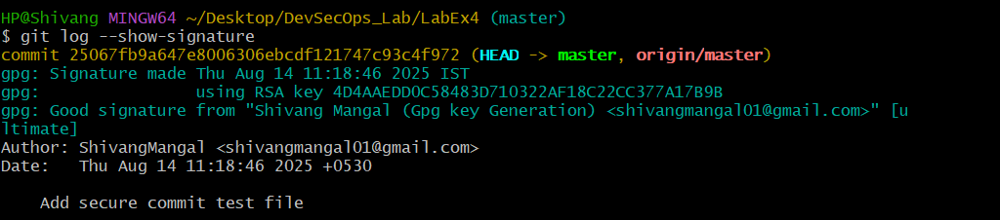 HP@Shivang MINGW64 ~/Desktop/DevSecOps_Lab/LabEx4 (master)
$ git log --show-signature
commit 25067fb9a647e8006306ebcdf121747c93c4f972 (HEAD -> master, origin/master)
gpg: Signature made Thu Aug 14 11:18:46 2025 IST
gpg:                using RSA key 4D4AAEDD0C58483D710322AF18C22CC377A17B9B
gpg: Good signature from "Shivang Mangal (Gpg key Generation) <shivangmangal01@gmail.com>" [u
ltimate]
Author: ShivangMangal <shivangmangal01@gmail.com>
Date:   Thu Aug 14 11:18:46 2025 +0530
    Add secure commit test file